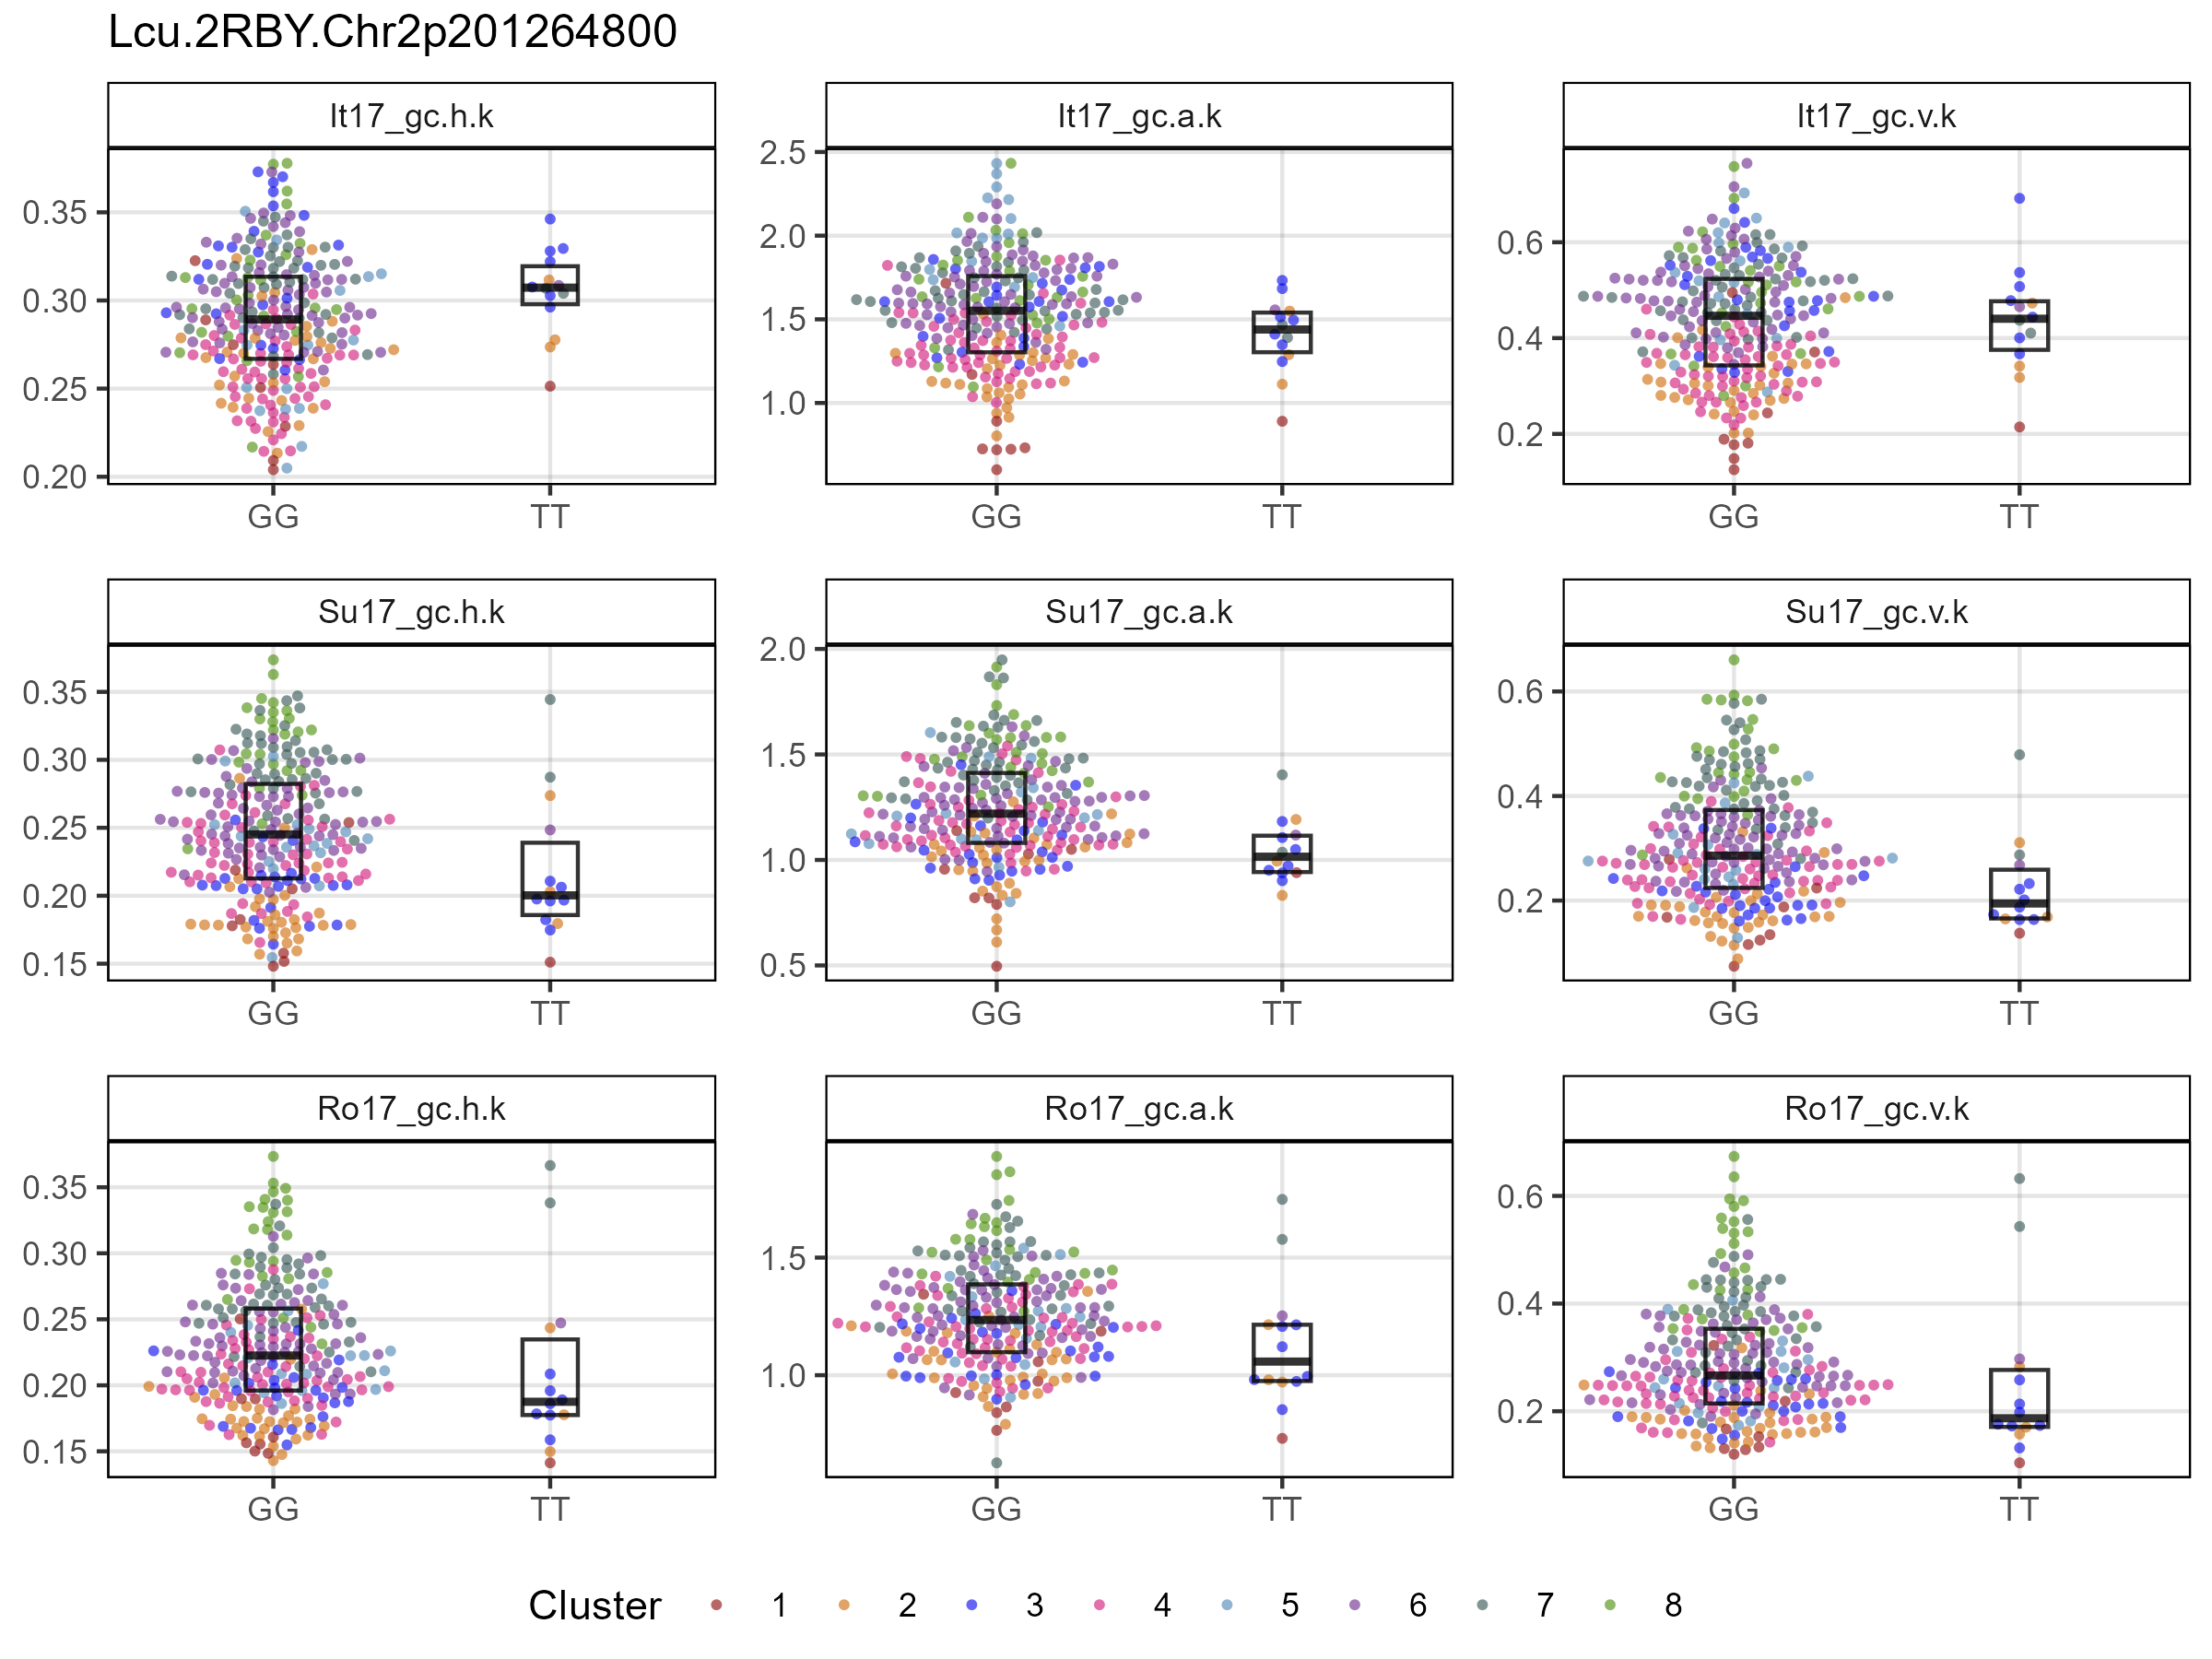 Lcu.2RBY.Chr2p201264800
It17_gc.h.k
It17_gc.a.k
It17_gc.v.k
0.35
0.30
0.25
0.20
GG
TT
2.5
2.0
1.5
1.0
GG
TT
0.6
0.4
0.2
GG
TT
Su17_gc.h.k
Su17_gc.a.k
Su17_gc.v.k
0.35
0.30
0.25
0.20
0.15
GG
TT
2.0
1.5
1.0
0.5
GG
TT
0.6
0.4
0.2
GG
TT
Ro17_gc.h.k
Ro17_gc.a.k
Ro17_gc.v.k
0.35
0.30
0.25
0.20
0.15
GG
TT
1.5
1.0
GG
TT
0.6
0.4
0.2
GG
TT
Cluster 1 2 3 4 5 6 7 8